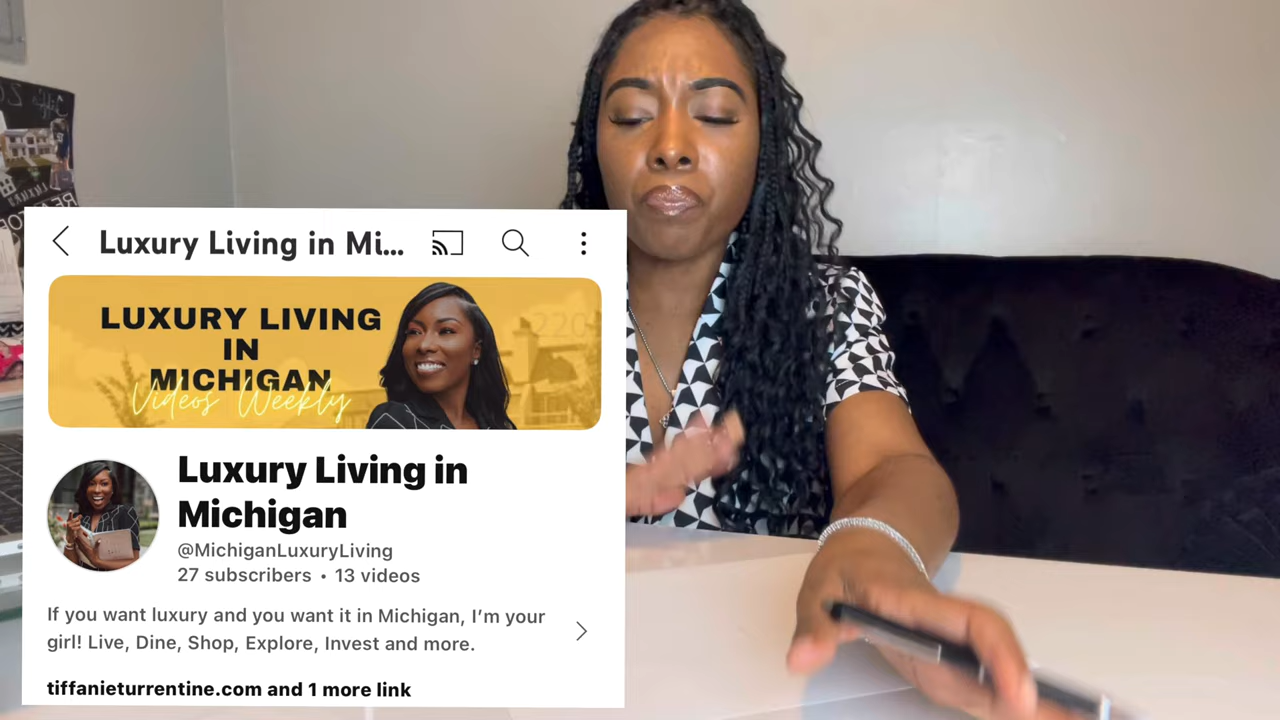 Luxury Living in Mi...
LUXURY LIVING
IN
MICHIGAN
Videos Weekly
220
Luxury Living in
Michigan
@MichiganLuxuryLiving
27 subscribers • 13 videos
If you want luxury and you want it in Michigan, I'm your
girl! Live, Dine, Shop, Explore, Invest and more.
tiffanieturrentine.com and 1 more link